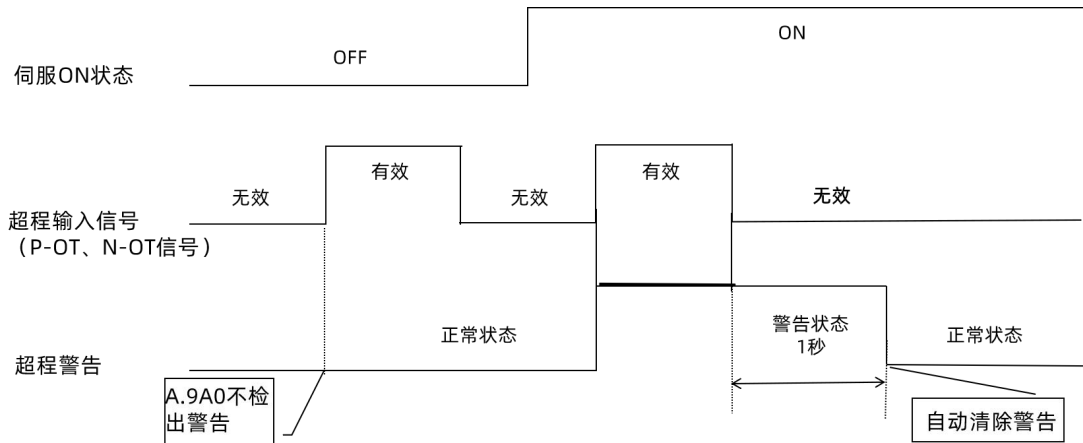 ON
OFF
伺服ON状态
有效
有效
无效
无效
无效
超程输入信号
（P-OT、N-OT信号）
警告状态
1秒
正常状态
正常状态
超程警告
A.9A0不检
出警告
自动清除警告